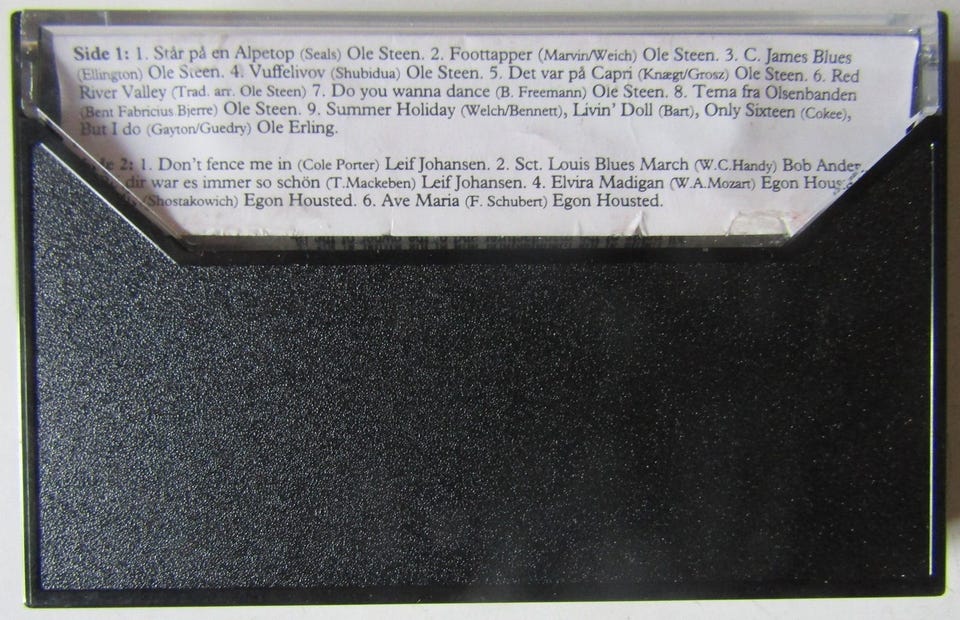 Side 1: 1. Står på en Alpetop (Seals) Ole Steen. 2. Foottapper (Marvin/Weich) Ole Steen. 3. C. James Blues
(Ellington) Ole Steen. 4. Vuffelivov (Shubidua) Ole Steen. 5. Det var på Capri (Knægt/Grosz) Ole Steen. 6. Red
River Valley (Trad. arr. Ole Steen) 7. Do you wanna dance (B. Freemann) Ole Steen. 8. Tema fra Olsenbanden
(Bent Fabricius Bjerre) Ole Steen. 9. Summer Holiday (Welch/Bennett), Livin' Doll (Bart), Only Sixteen (Cokee),
But I do (Gayton/Guedry) Ole Erling.
2: 1. Don't fence me in (Cole Porter) Leif Johansen. 2. Sct. Louis Blues March (W.C.Handy) Bob
dir war es immer so schön (T.Mackeben) Leif Johansen. 4. Elvira Madigan (W.A.Mozart) Egon
(Shostakowich) Egon Housted. 6. Ave Maria (F. Schubert) Egon Housted.